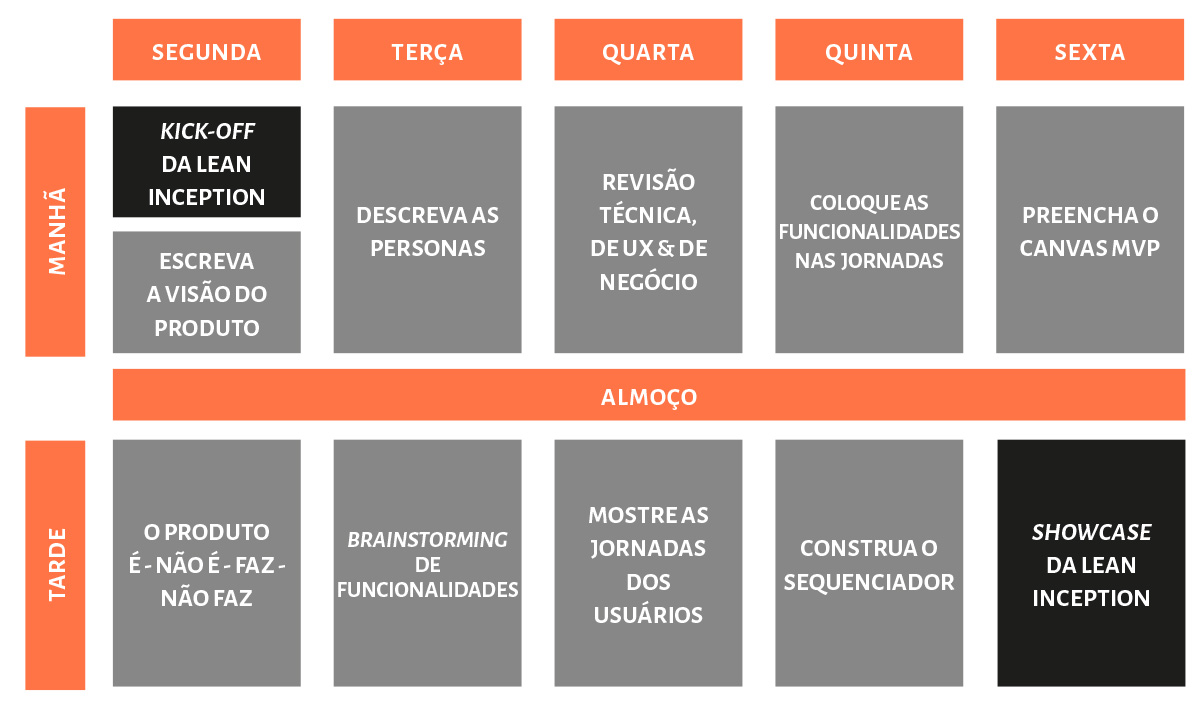 SEGUNDA
TERÇA
QUARTA
QUINTA
SEXTA
MANHÃ
KICK-OFF
DA LEAN
INCEPTION
ESCREVA
A VISÃO DO
PRODUTO
DESCREVA AS
PERSONAS
REVISÃO
TÉCNICA,
DE UX & DE
NEGÓCIO
COLOQUE AS
FUNCIONALIDADES
NAS JORNADAS
PREENCHA O
CANVAS MVP
ALMOÇO
TARDE
O PRODUTO
É - NÃO É - FAZ -
NÃO FAZ
BRAINSTORMING
DE
FUNCIONALIDADES
MOSTRE AS
JORNADAS
DOS
USUÁRIOS
CONSTRUA O
SEQUENCIADOR
SHOWCASE
DA LEAN
INCEPTION